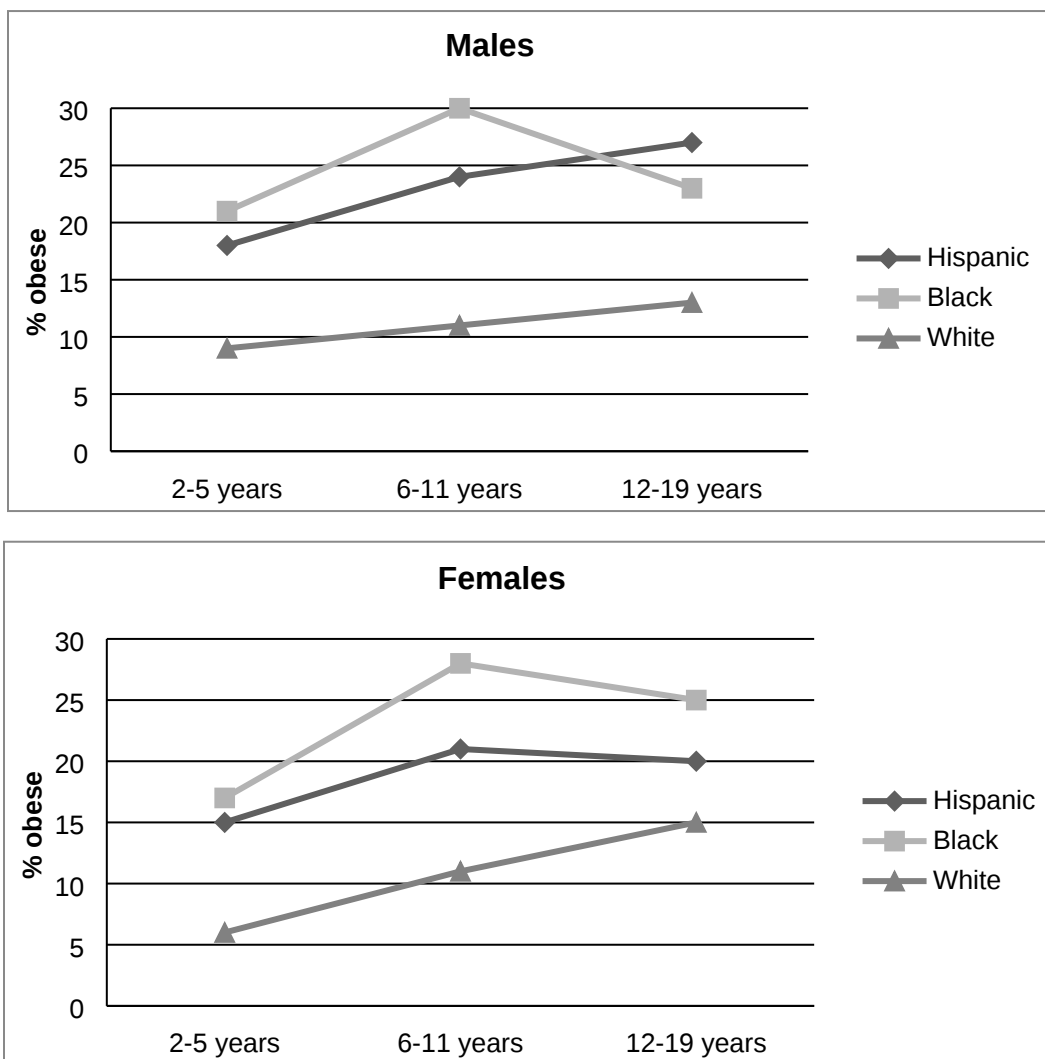 Males
30
25
20
15
10
5
0
% obese
2-5 years 6-11 years 12-19 years
Hispanic
Black
White
Females
30
25
20
15
10
5
0
% obese
2-5 years 6-11 years 12-19 years
Hispanic
Black
White